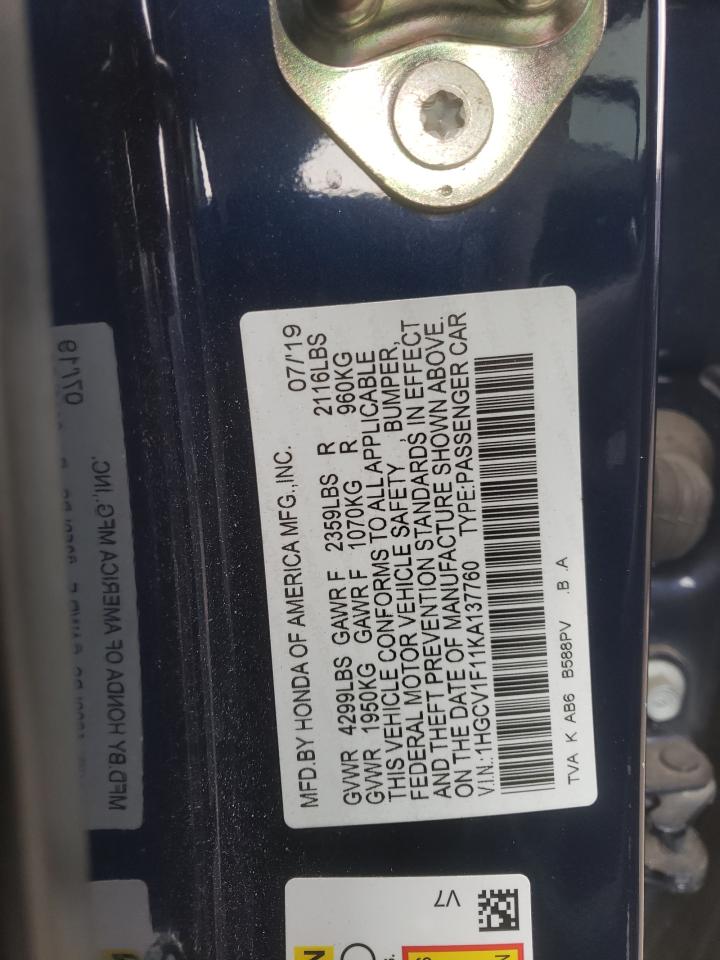 MFD.BY HONDA OF AMERICA MFG.,INC. 07/'19
GVWR 4299LBS GAWR F 2359LBS R 2116LBS
GVWR 1950KG GAWR F 1070KG R 960KG
THIS VEHICLE CONFORMS TO ALL APPLICABLE
FEDERAL MOTOR VEHICLE SAFETY , BUMPER,
AND THEFT PREVENTION STANDARDS IN EFFECT
ON THE DATE OF MANUFACTURE SHOWN ABOVE.
V.I.N.:1HGCV1F11KA137760 TYPE:PASSENGER CAR
TVA K AB6 B588PV .B .A
V7
MFD.BY HONDA OF AMERICA MFG.,INC. 07/'19